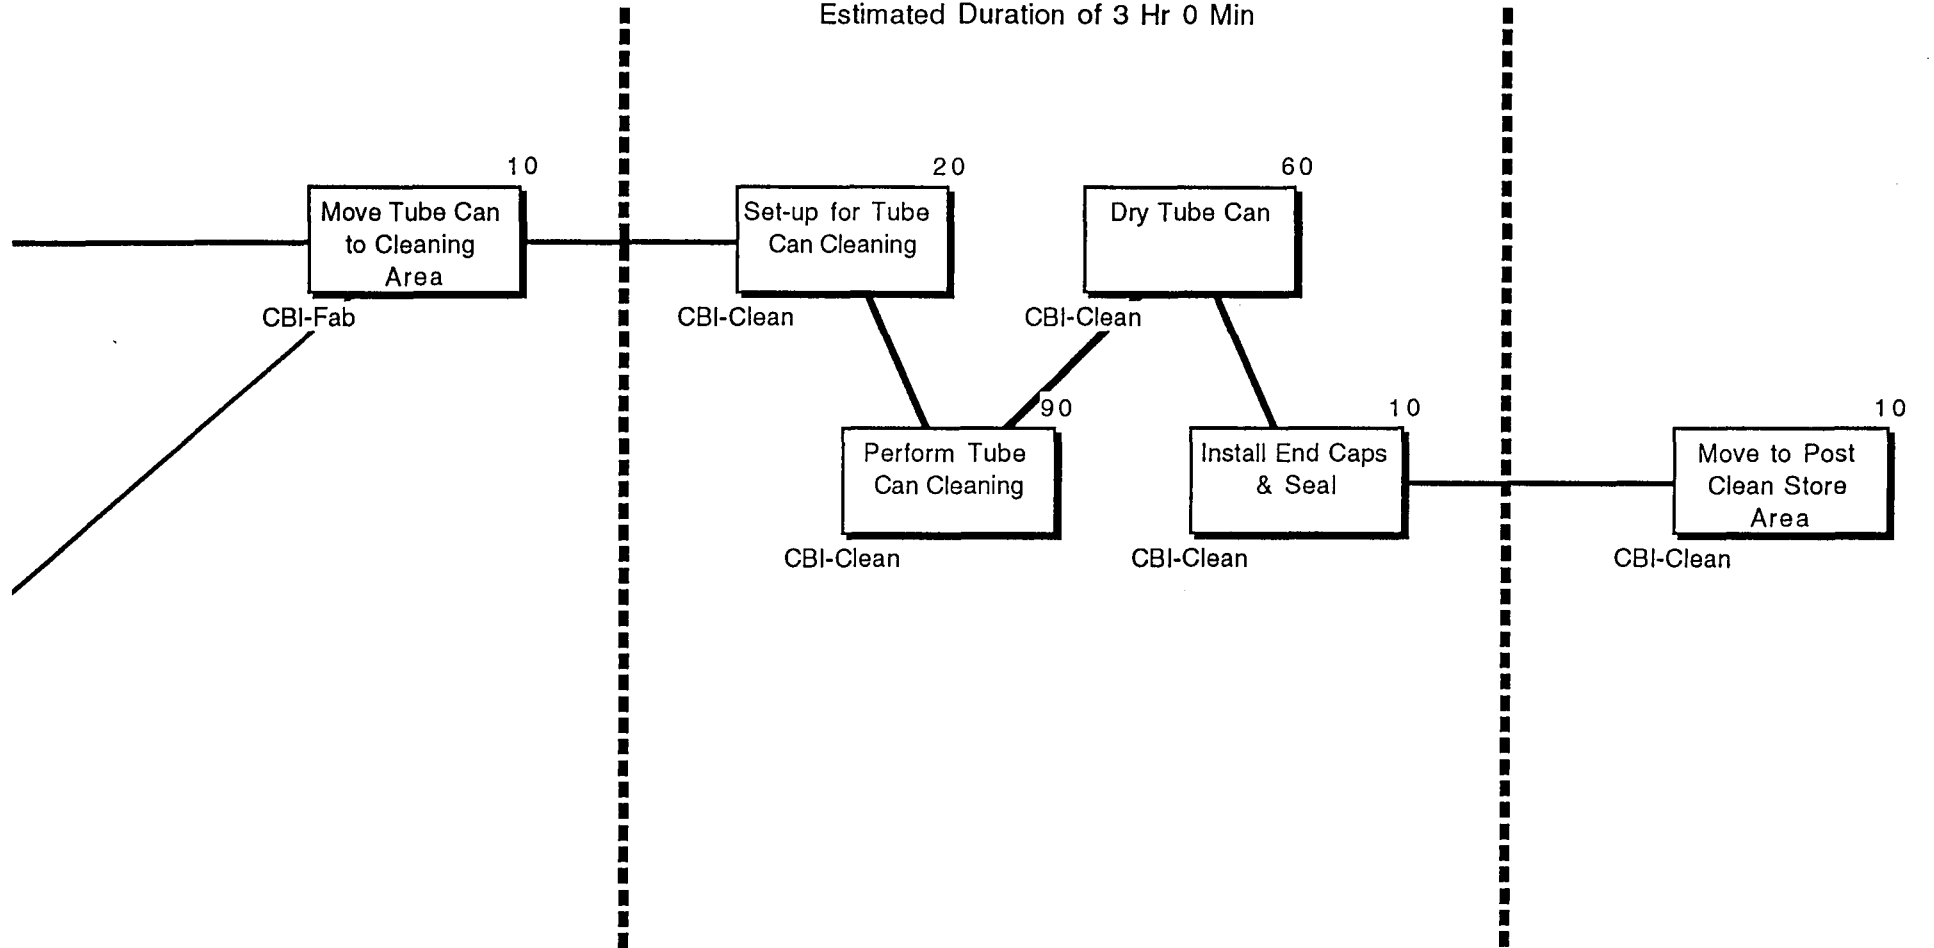 Estimated Duration of 3 Hr 0 Min
10
Move Tube Can
to Cleaning
Area
CBI-Fab
20
Set-up for Tube
Can Cleaning
CBI-Clean
60
Dry Tube Can
CBI-Clean
90
Perform Tube
Can Cleaning
CBI-Clean
10
Install End Caps
& Seal
CBI-Clean
10
Move to Post
Clean Store
Area
CBI-Clean